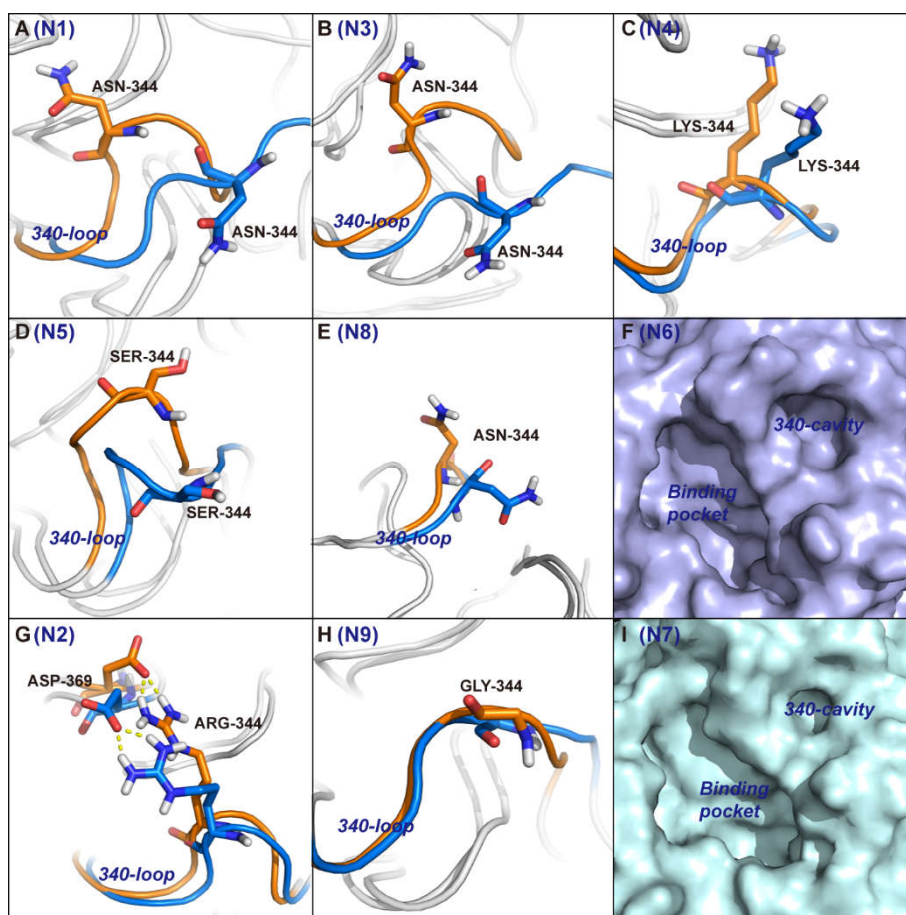 A (N1)
ASN-344
ASN-344
340-loop
B (N3)
ASN-344
ASN-344
340-loop
C (N4)
LYS-344
LYS-344
340-loop
D (N5)
SER-344
SER-344
340-loop
E (N8)
ASN-344
340-loop
F (N6)
340-cavity
Binding
pocket
G (N2)
ASP-369
ARG-344
340-loop
H (N9)
GLY-344
340-loop
I (N7)
340-cavity
Binding
pocket